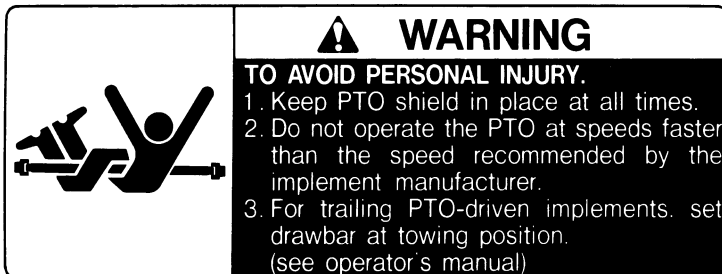 WARNING
TO AVOID PERSONAL INJURY.
1. Keep PTO shield in place at all times.
2. Do not operate the PTO at speeds faster
than the speed recommended by the
implement manufacturer.
3. For trailing PTO-driven implements. set
drawbar at towing position.
(see operator's manual)